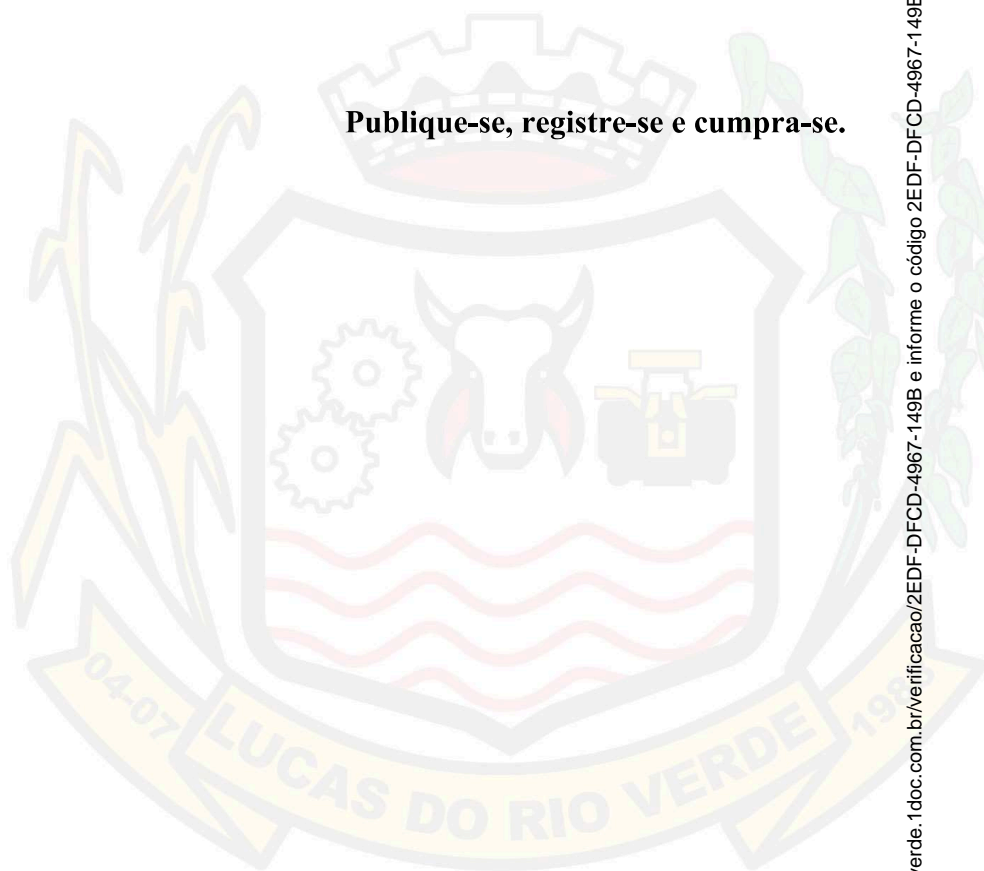 Publique-se, registre-se e cumpra-se.
04-07
LUCAS DO RIO VERDE
verde.1doc.com.br/verificacao/2EDF-DFCD-4967-149B e informe o código 2EDF-DFCD-4967-149B